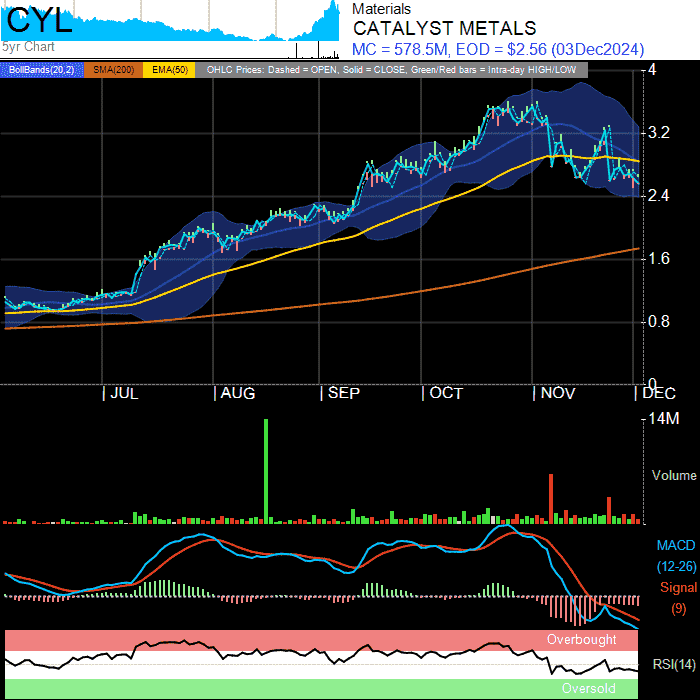 CYL
5yr Chart
Materials
CATALYST METALS
MC = 578.5M, EOD = $2.56 (03Dec2024)
BollBands(20,2) SMA(200) EMA(50) OHLC Prices: Dashed = OPEN, Solid = CLOSE, Green/Red bars = Intra-day HIGH/LOW
4
3.2
2.4
1.6
0.8
0
| JUL | AUG | SEP | OCT | NOV | DEC
14M
Volume
MACD
(12-26)
Signal
(9)
Overbought
RSI(14)
Oversold